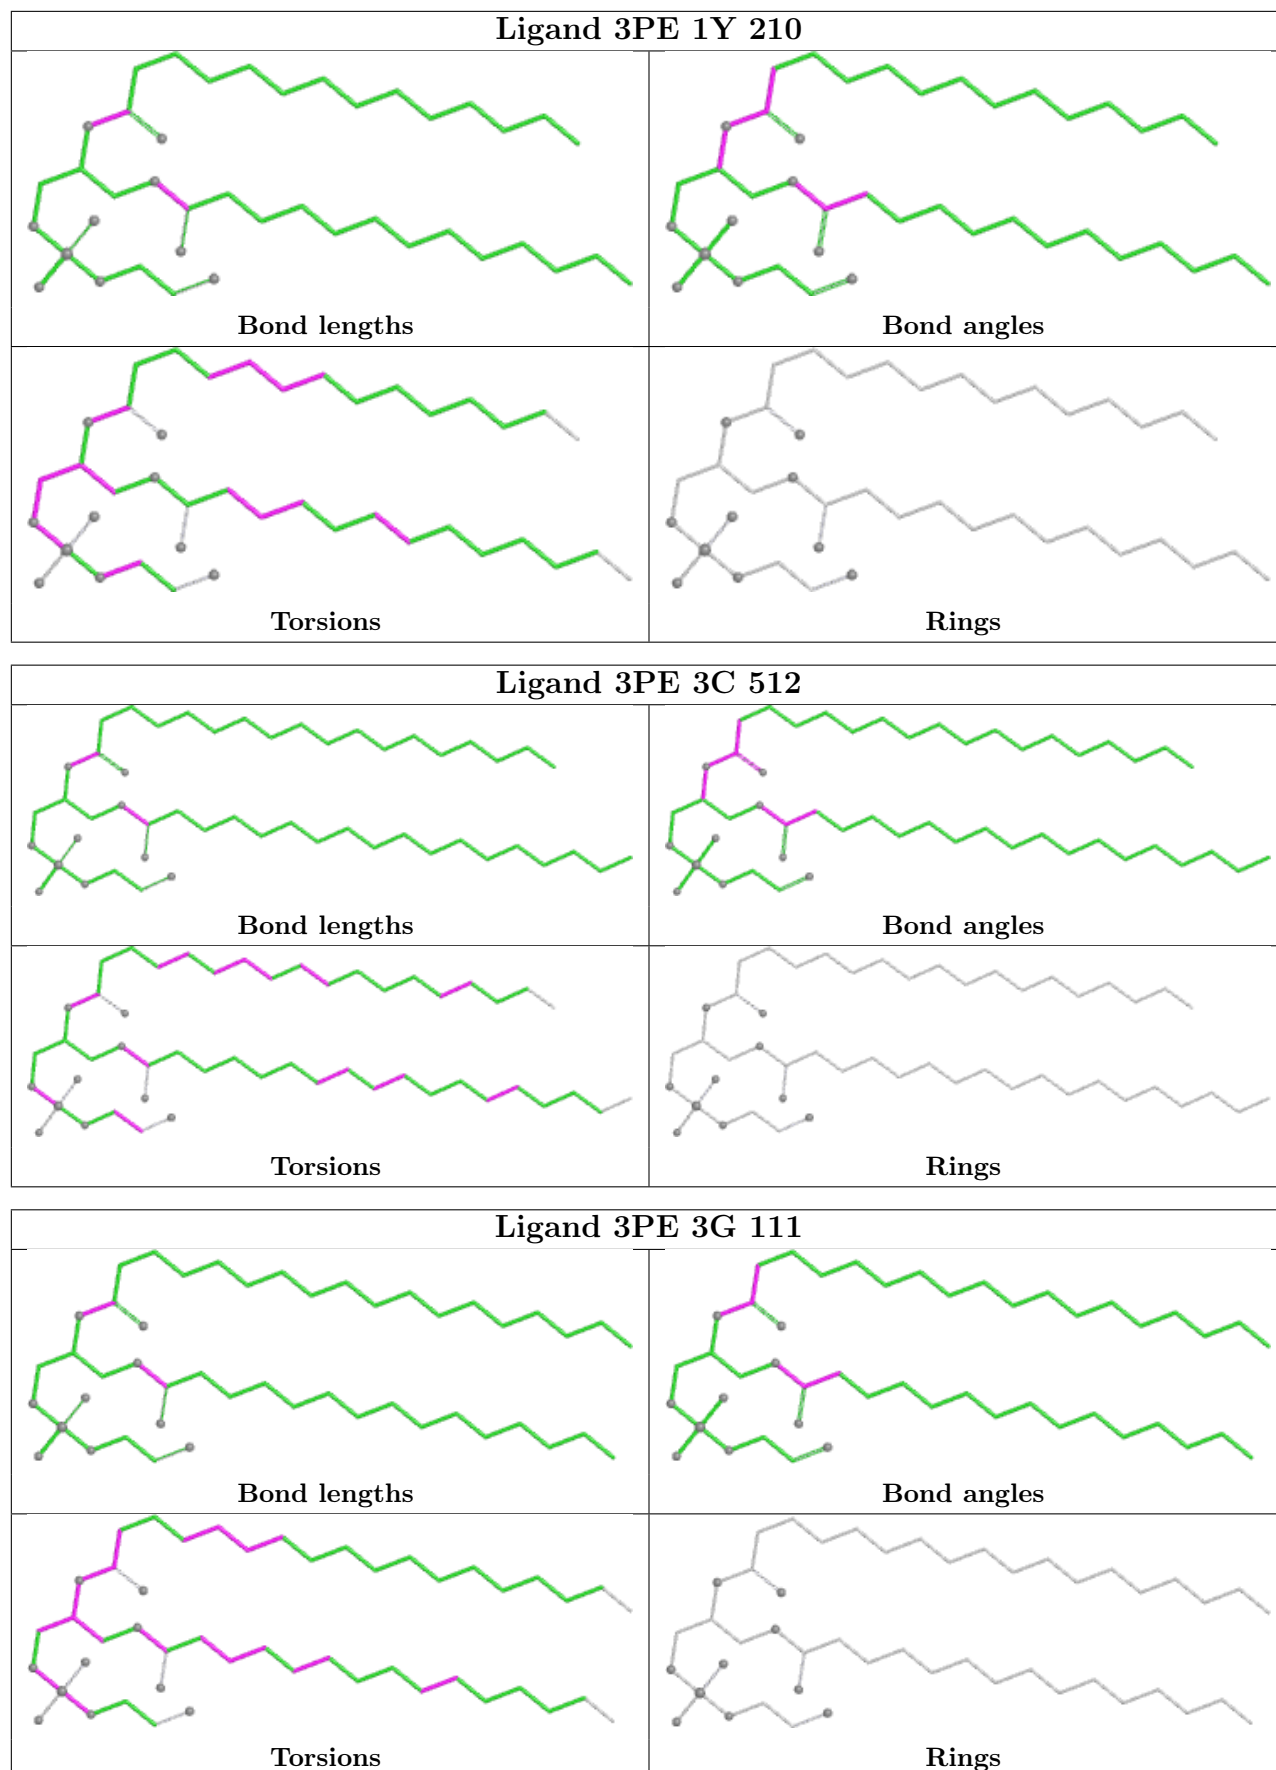 Ligand 3PE 1Y 210
Bond lengths
Bond angles
Torsions
Rings
Ligand 3PE 3C 512
Bond lengths
Bond angles
Torsions
Rings
Ligand 3PE 3G 111
Bond lengths
Bond angles
Torsions
Rings